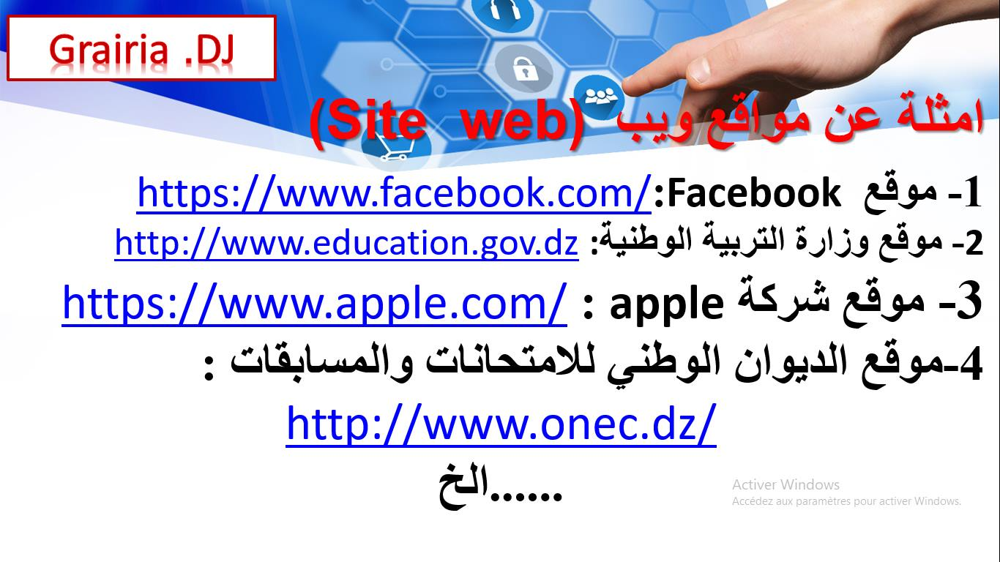 Grairia .DJ
امثلة عن مواقع ويب (Site web)
1- موقع Facebook: https://www.facebook.com/
2- موقع وزارة التربية الوطنية: http://www.education.gov.dz
3- موقع شركة apple : https://www.apple.com/
4-موقع الديوان الوطني للامتحانات والمسابقات :
http://www.onec.dz/
......الخ
Activer Windows
Accédez aux paramètres pour activer Windows.